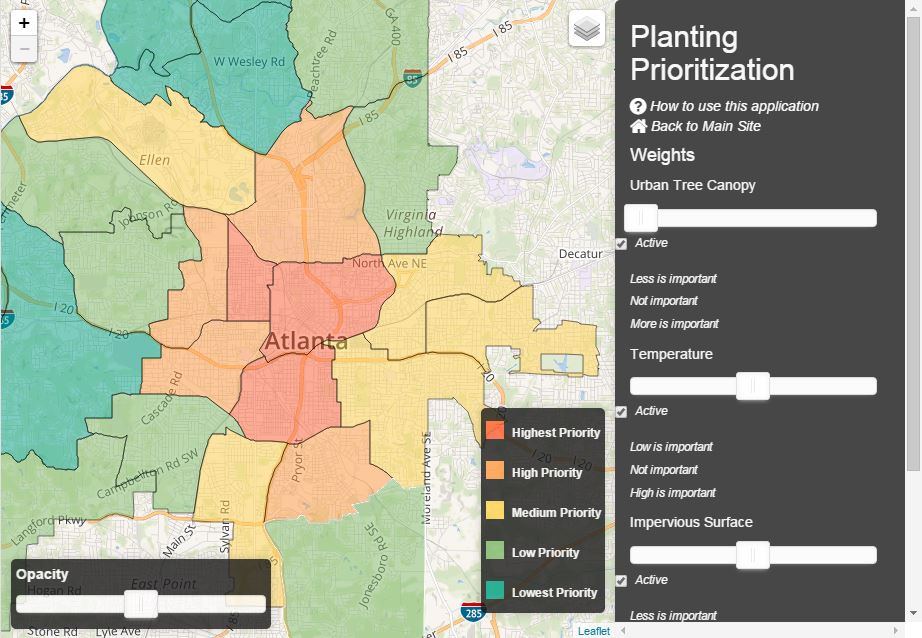 +
−
W Wesley Rd
Peachtree Rd
GA 400
I 85
I 85
85
I 85
Ellen
Johnson Rd
Virginia
Highland
Decatur
North Ave NE
I 20
I 20
Atlanta
Cascade Rd
Campbellton Rd SW
Pryor St
Moreland Ave SE
Langford Pkwy
Main St
Sylvan Rd
Jonesboro Rd SE
East Point
Hogan Rd
Stone Rd
Lyle Ave
285
Opacity
Highest Priority
High Priority
Medium Priority
Low Priority
Lowest Priority
Leaflet
Planting
Prioritization
How to use this application
Back to Main Site
Weights
Urban Tree Canopy
Active
Less is important
Not important
More is important
Temperature
Active
Low is important
Not important
High is important
Impervious Surface
Active
Less is important